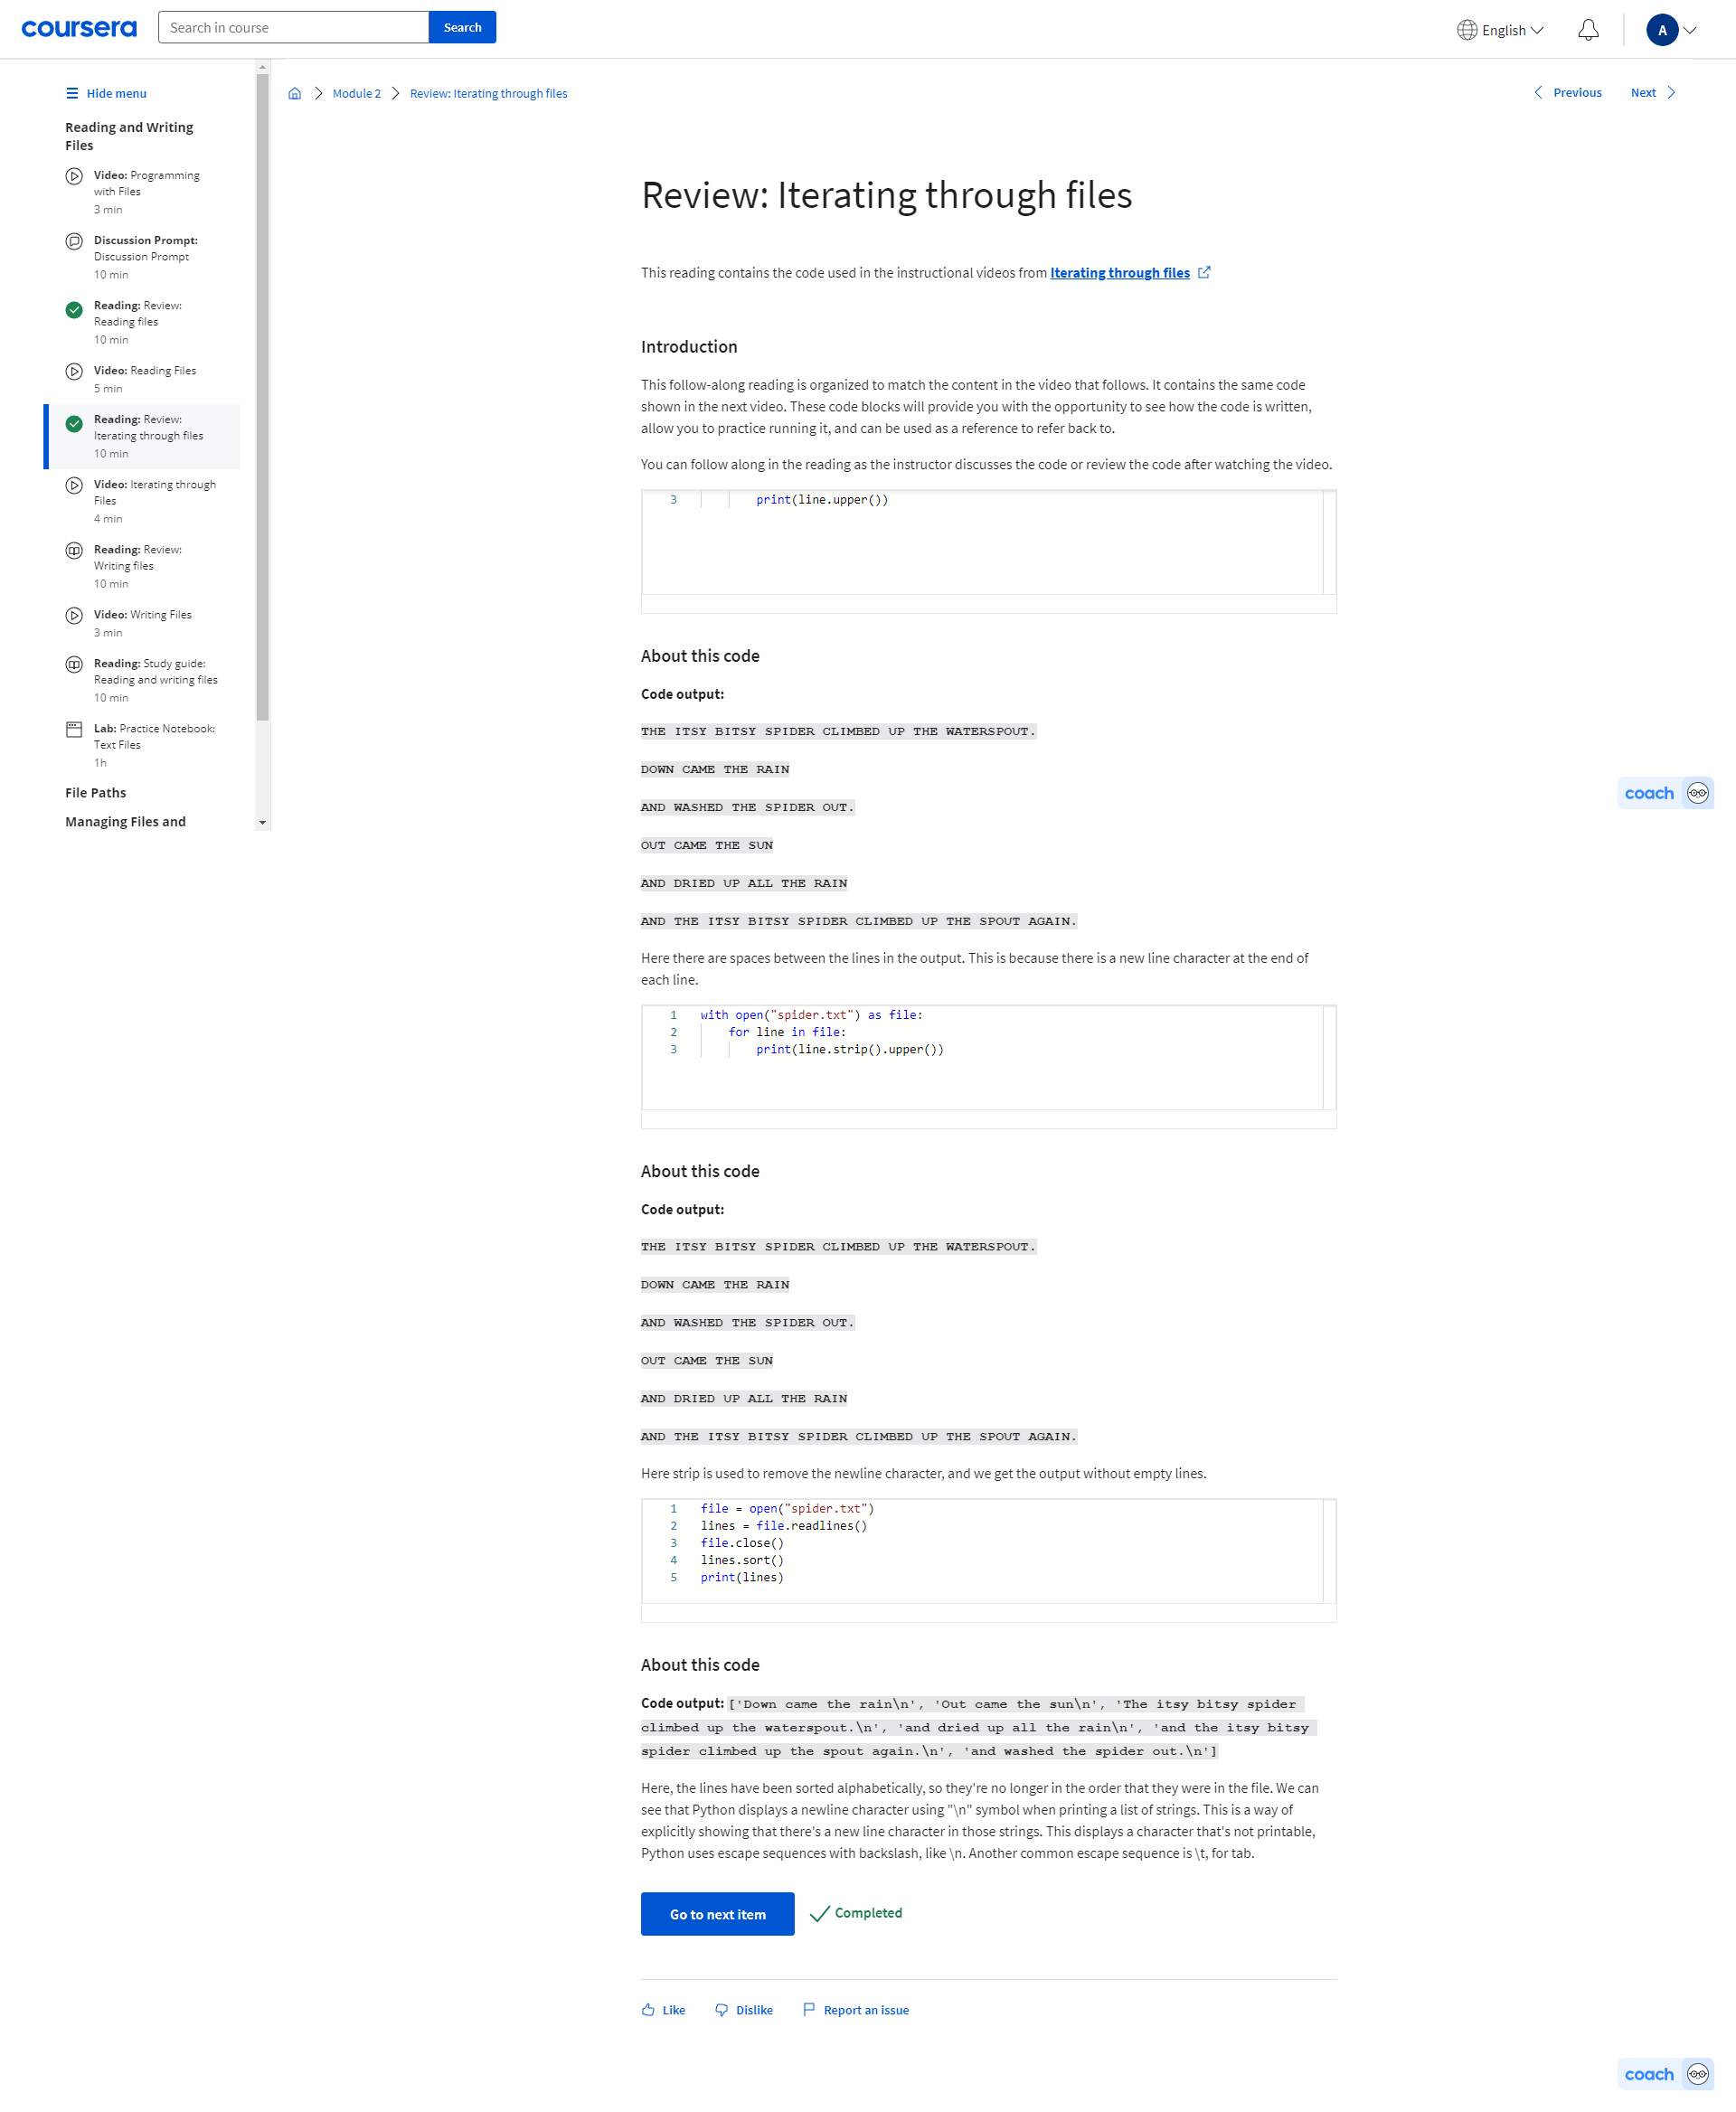 coursera
Search in course
Search
English
A
Hide menu
Reading and Writing
Files
Video: Programming
with Files
3 min
Discussion Prompt:
Discussion Prompt
10 min
Reading: Review:
Reading files
10 min
Video: Reading Files
5 min
Reading: Review:
Iterating through files
10 min
Video: Iterating through
Files
4 min
Reading: Review:
Writing files
10 min
Video: Writing Files
3 min
Reading: Study guide:
Reading and writing files
10 min
Lab: Practice Notebook:
Text Files
1h
File Paths
Managing Files and
Module 2
Review: Iterating through files
Previous
Next
Review: Iterating through files
This reading contains the code used in the instructional videos from Iterating through files
Introduction
This follow-along reading is organized to match the content in the video that follows. It contains the same code
shown in the next video. These code blocks will provide you with the opportunity to see how the code is written,
allow you to practice running it, and can be used as a reference to refer back to.
You can follow along in the reading as the instructor discusses the code or review the code after watching the video.
3 print(line.upper())
About this code
Code output:
THE ITSY BITSY SPIDER CLIMBED UP THE WATERSPOUT.
DOWN CAME THE RAIN
AND WASHED THE SPIDER OUT.
OUT CAME THE SUN
AND DRIED UP ALL THE RAIN
AND THE ITSY BITSY SPIDER CLIMBED UP THE SPOUT AGAIN.
Here there are spaces between the lines in the output. This is because there is a new line character at the end of
each line.
1 with open("spider.txt") as file:
2 for line in file:
3 print(line.strip().upper())
About this code
Code output:
THE ITSY BITSY SPIDER CLIMBED UP THE WATERSPOUT.
DOWN CAME THE RAIN
AND WASHED THE SPIDER OUT.
OUT CAME THE SUN
AND DRIED UP ALL THE RAIN
AND THE ITSY BITSY SPIDER CLIMBED UP THE SPOUT AGAIN.
Here strip is used to remove the newline character, and we get the output without empty lines.
1 file = open("spider.txt")
2 lines = file.readlines()
3 file.close()
4 lines.sort()
5 print(lines)
About this code
Code output: ['Down came the rain\n', 'Out came the sun\n', 'The itsy bitsy spider
climbed up the waterspout.\n', 'and dried up all the rain\n', 'and the itsy bitsy
spider climbed up the spout again.\n', 'and washed the spider out.\n']
Here, the lines have been sorted alphabetically, so they're no longer in the order that they were in the file. We can
see that Python displays a newline character using "\n" symbol when printing a list of strings. This is a way of
explicitly showing that there's a new line character in those strings. This displays a character that's not printable,
Python uses escape sequences with backslash, like \n. Another common escape sequence is \t, for tab.
Go to next item
Completed
Like
Dislike
Report an issue
coach
coach